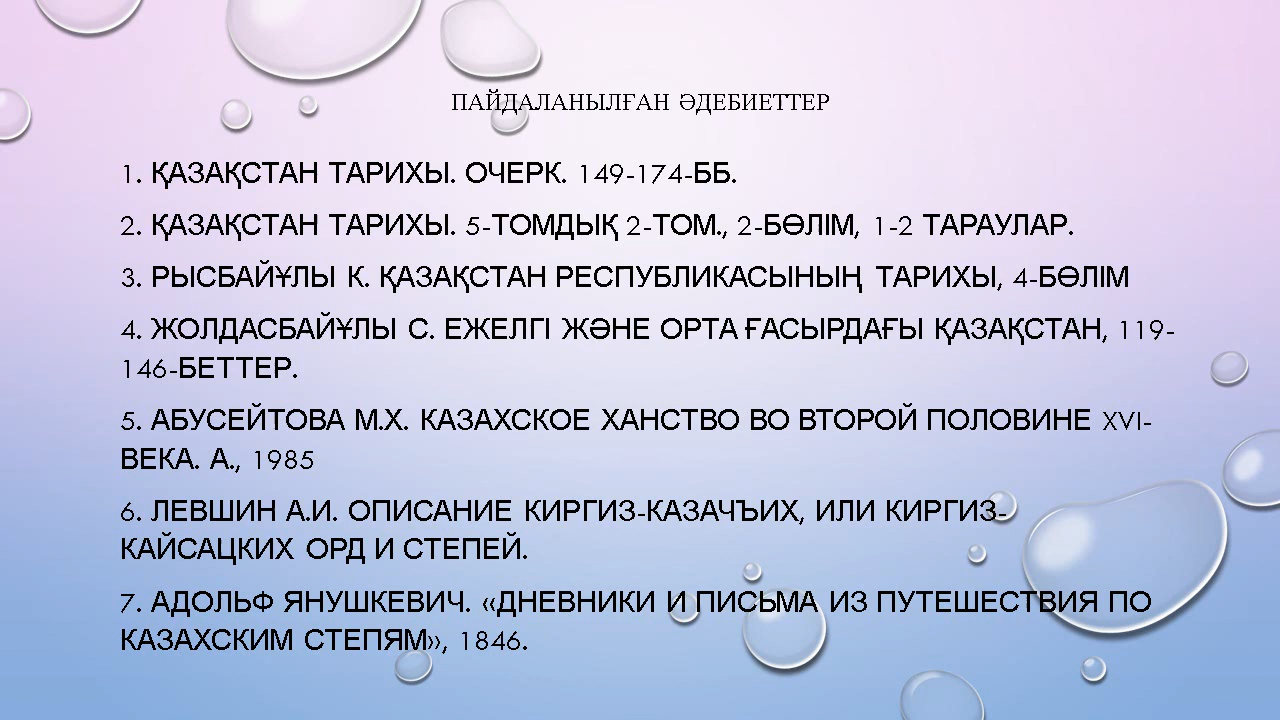 ПАЙДАЛАНЫЛҒАН ӘДЕБИЕТТЕР
1. ҚАЗАҚСТАН ТАРИХЫ. ОЧЕРК. 149-174-ББ.
2. ҚАЗАҚСТАН ТАРИХЫ. 5-ТОМДЫҚ 2-ТОМ., 2-БӨЛІМ, 1-2 ТАРАУЛАР.
3. РЫСБАЙҰЛЫ К. ҚАЗАҚСТАН РЕСПУБЛИКАСЫНЫҢ ТАРИХЫ, 4-БӨЛІМ
4. ЖОЛДАСБАЙҰЛЫ С. ЕЖЕЛГІ ЖӘНЕ ОРТА ҒАСЫРДАҒЫ ҚАЗАҚСТАН, 119-
146-БЕТТЕР.
5. АБУСЕЙТОВА М.Х. КАЗАХСКОЕ ХАНСТВО ВО ВТОРОЙ ПОЛОВИНЕ XVI-
ВЕКА. А., 1985
6. ЛЕВШИН А.И. ОПИСАНИЕ КИРГИЗ-КАЗАЧЪИХ, ИЛИ КИРГИЗ-
КАЙСАЦКИХ ОРД И СТЕПЕЙ.
7. АДОЛЬФ ЯНУШКЕВИЧ. «ДНЕВНИКИ И ПИСЬМА ИЗ ПУТЕШЕСТВИЯ ПО
КАЗАХСКИМ СТЕПЯМ», 1846.